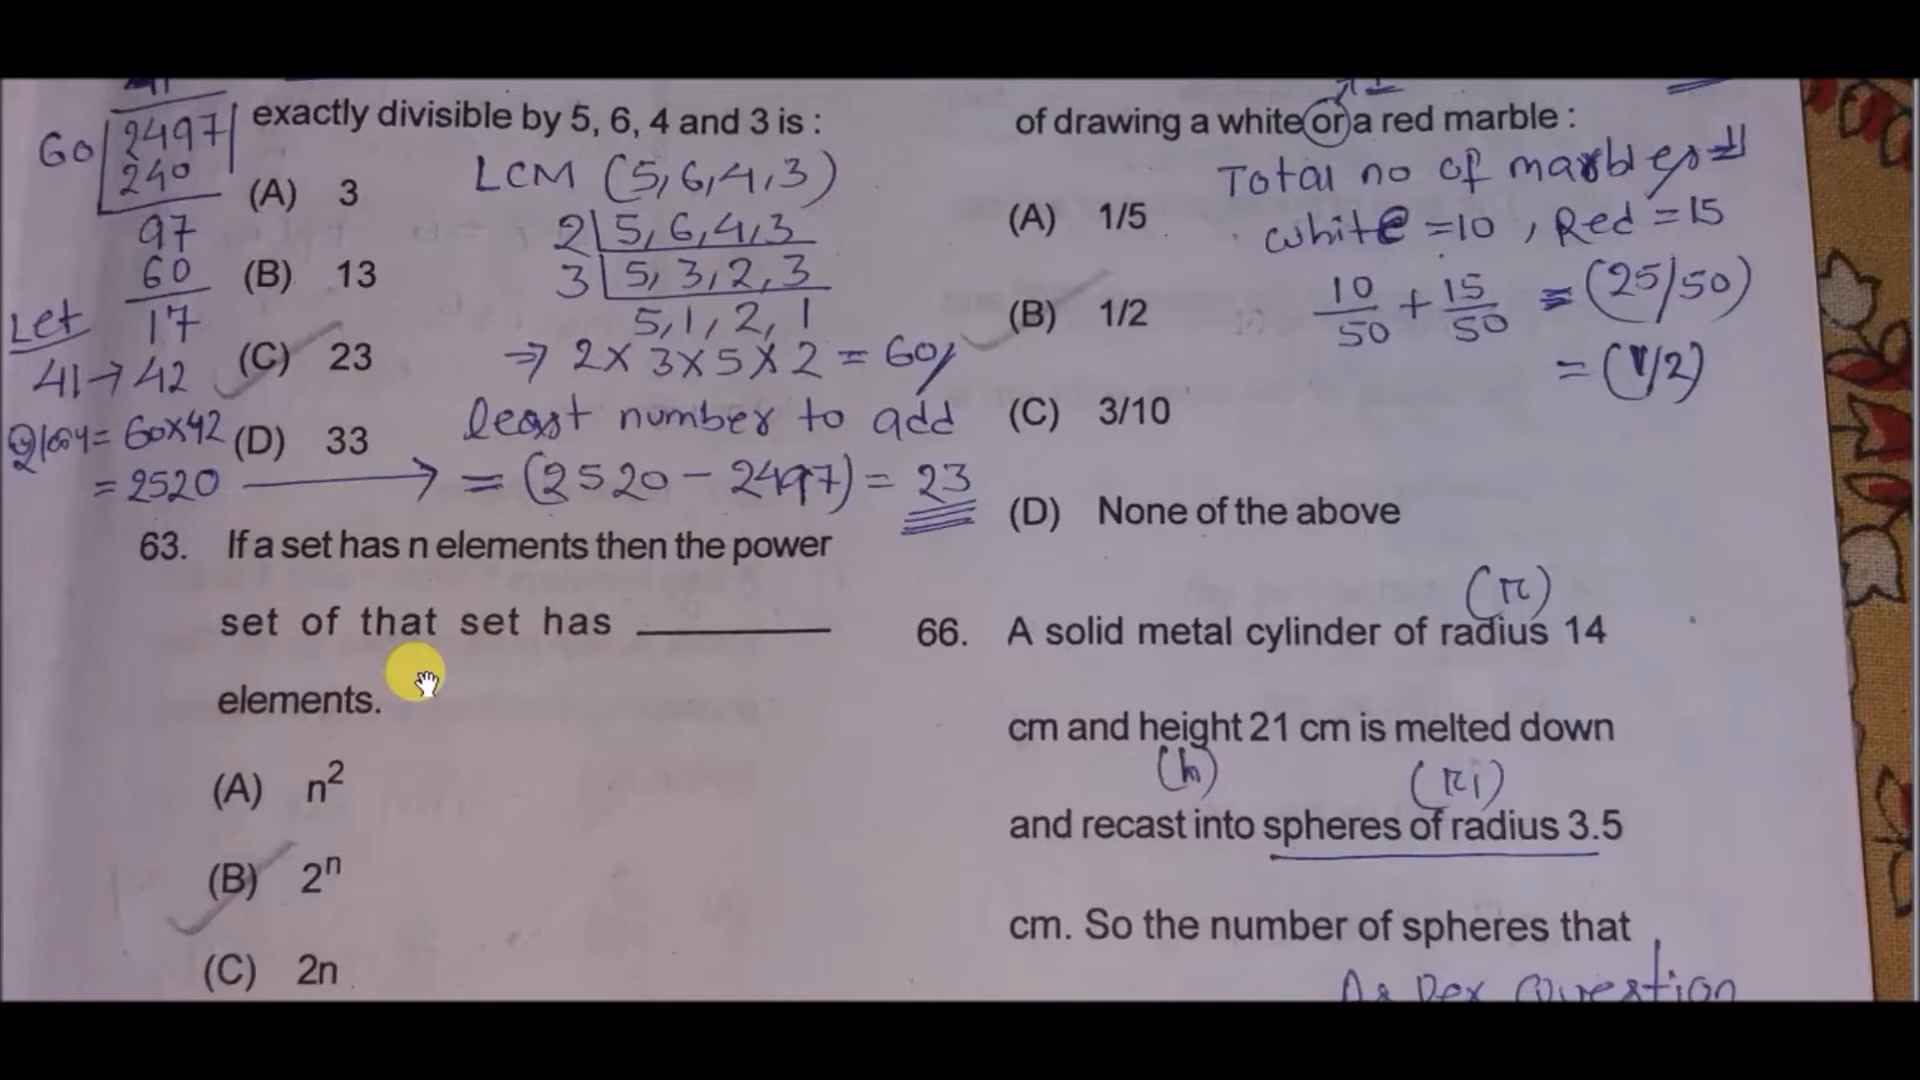 exactly divisible by 5, 6, 4 and 3 is :
60 2497
240
97
60
17
Let
41 → 42
= 60×42
= 2520
LCM (5,6,4,3)
2 5,6,4,3
3 5,3,2,3
5,1,2,1
⇒ 2×3×5×2 = 60
least number to add
= (2520 - 2497) = 23
(A) 3
(B) 13
(C) 23
(D) 33
63. If a set has n elements then the power
set of that set has ________
elements.
(A) n²
(B) 2ⁿ
(C) 2n
of drawing a white or a red marble :
Total no of marbles
white = 10, Red = 15
10/50 + 15/50 = (25/50)
= (1/2)
(A) 1/5
(B) 1/2
(C) 3/10
(D) None of the above
(r)
66. A solid metal cylinder of radius 14
cm and height 21 cm is melted down
(h) (r1)
and recast into spheres of radius 3.5
cm. So the number of spheres that
As per question